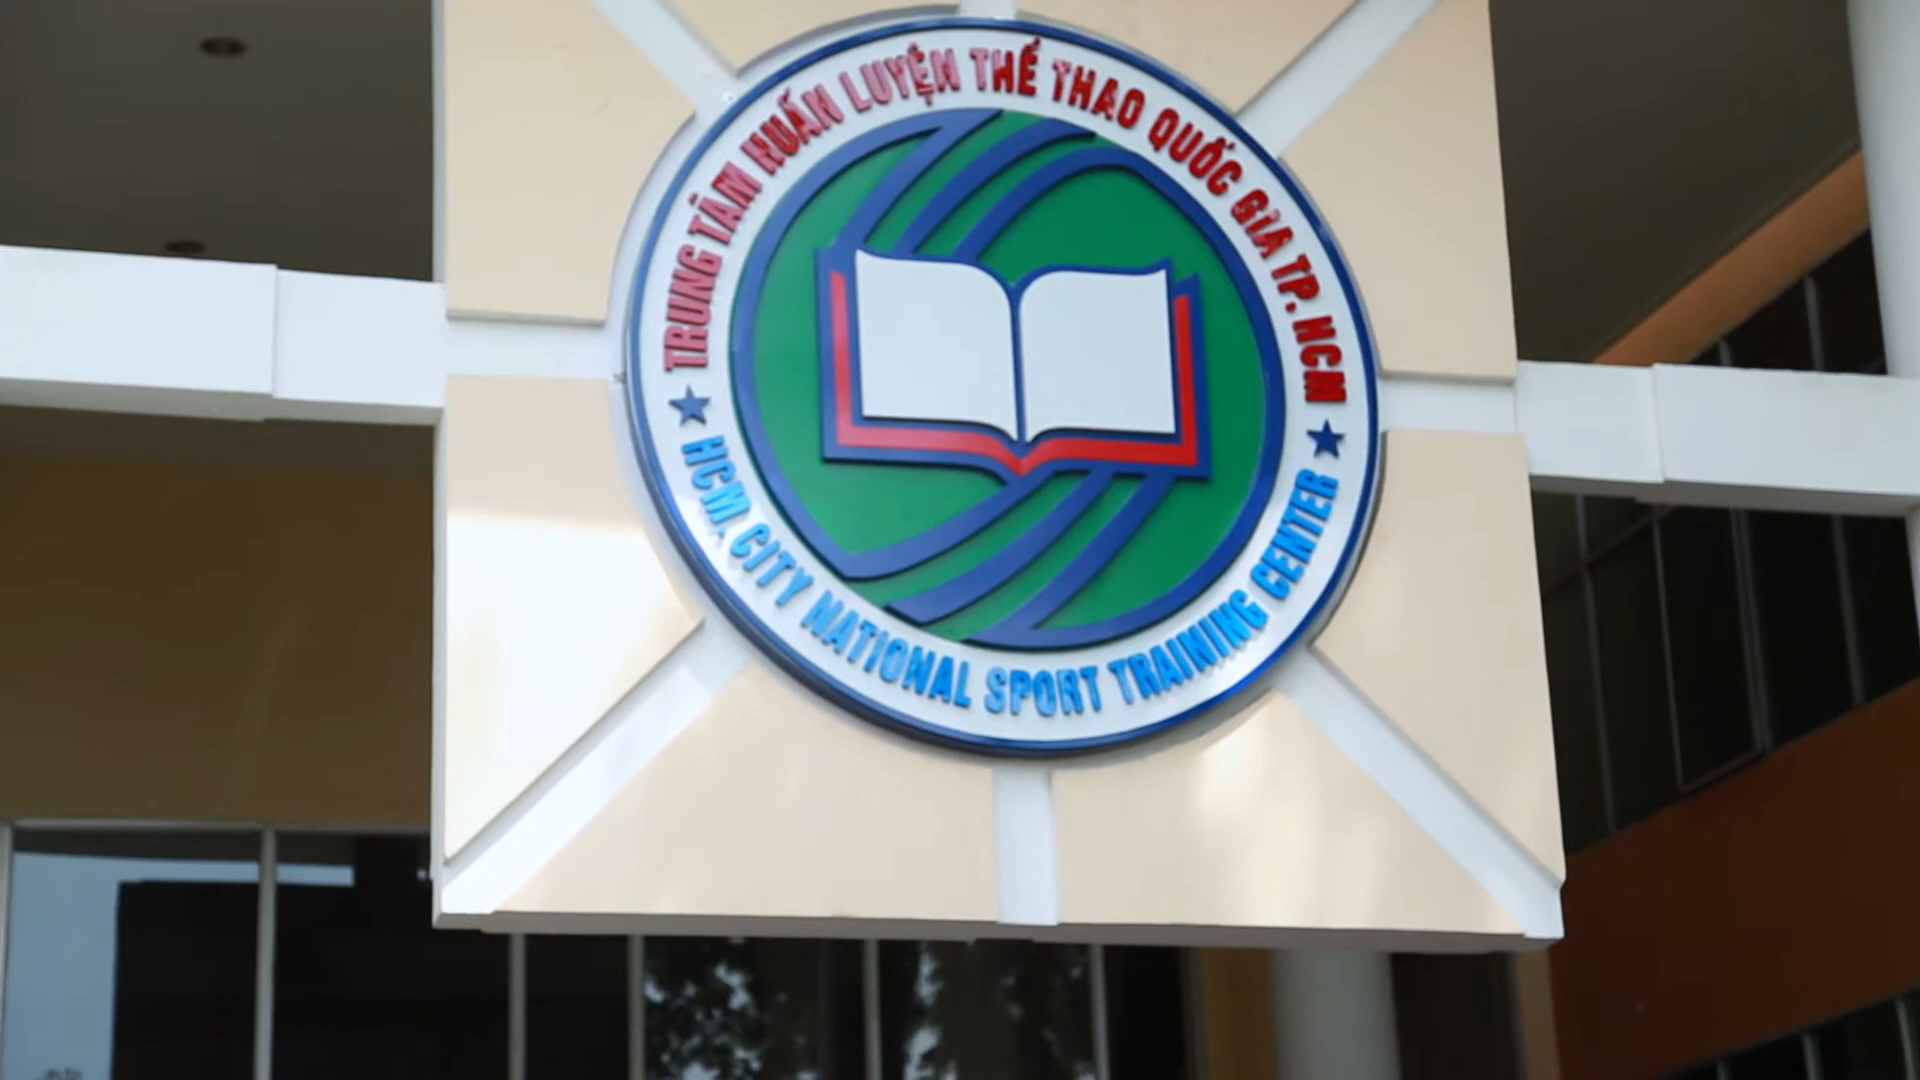 TRUNG TÂM HUẤN LUYỆN THỂ THAO QUỐC GIA TP. HCM
HCM. CITY NATIONAL SPORT TRAINING CENTER